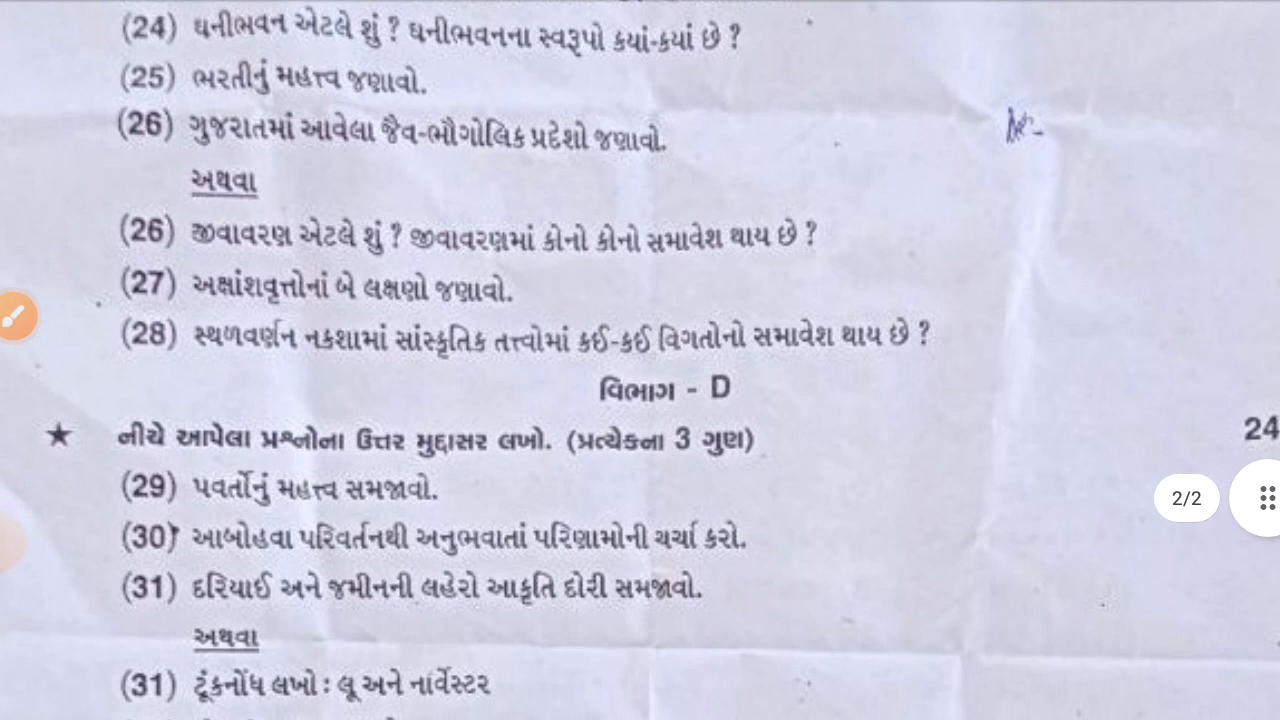 (24) ઘનીભવન એટલે શું ? ઘનીભવનના સ્વરૂપો કયાં-કયાં છે ?
(25) ભરતીનું મહત્ત્વ જણાવો.
(26) ગુજરાતમાં આવેલા જૈવ-ભૌગોલિક પ્રદેશો જણાવો.
અથવા
(26) જીવાવરણ એટલે શું ? જીવાવરણમાં કોનો કોનો સમાવેશ થાય છે ?
(27) અક્ષાંશવૃત્તોનાં બે લક્ષણો જણાવો.
(28) સ્થળવર્ણન નકશામાં સાંસ્કૃતિક તત્ત્વોમાં કઈ-કઈ વિગતોનો સમાવેશ થાય છે ?
વિભાગ - D
★ નીચે આપેલા પ્રશ્નોના ઉત્તર મુદ્દાસર લખો. (પ્રત્યેકના 3 ગુણ) 24
(29) પવર્તોનું મહત્ત્વ સમજાવો.
2/2
(30) આબોહવા પરિવર્તનથી અનુભવાતાં પરિણામોની ચર્ચા કરો.
(31) દરિયાઈ અને જમીનની લહેરો આકૃતિ દોરી સમજાવો.
અથવા
(31) ટૂંકનોંધ લખો : લૂ અને નાર્વેસ્ટર